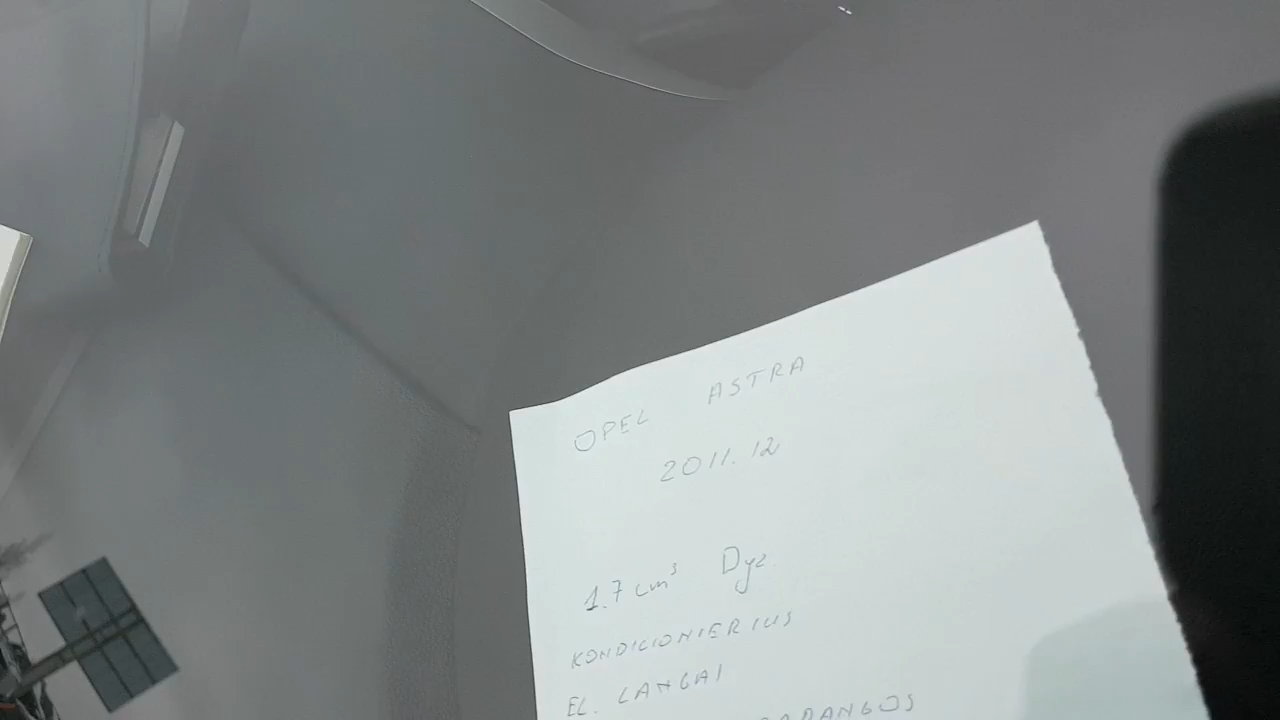 OPEL ASTRA
2011.12
1.7 cm³ Dyz
KONDICIONIERIUS
EL. LANGAI